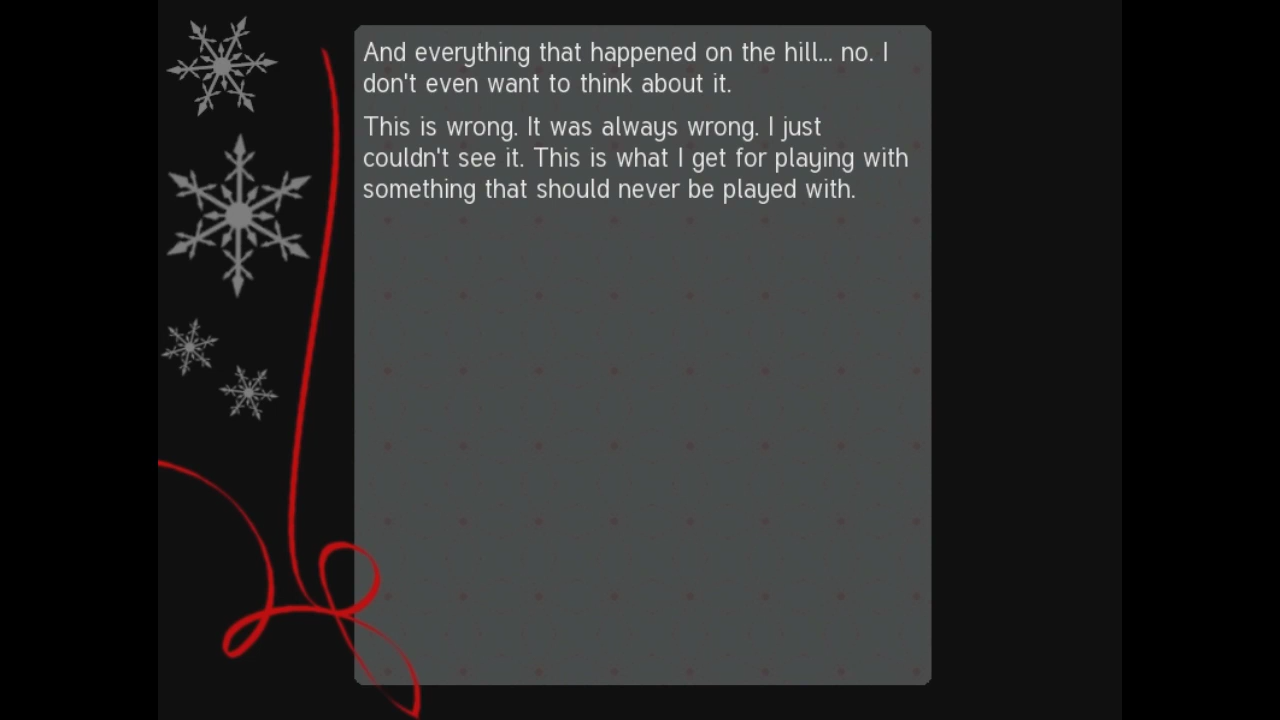 And everything that happened on the hill... no. I
don't even want to think about it.
This is wrong. It was always wrong. I just
couldn't see it. This is what I get for playing with
something that should never be played with.